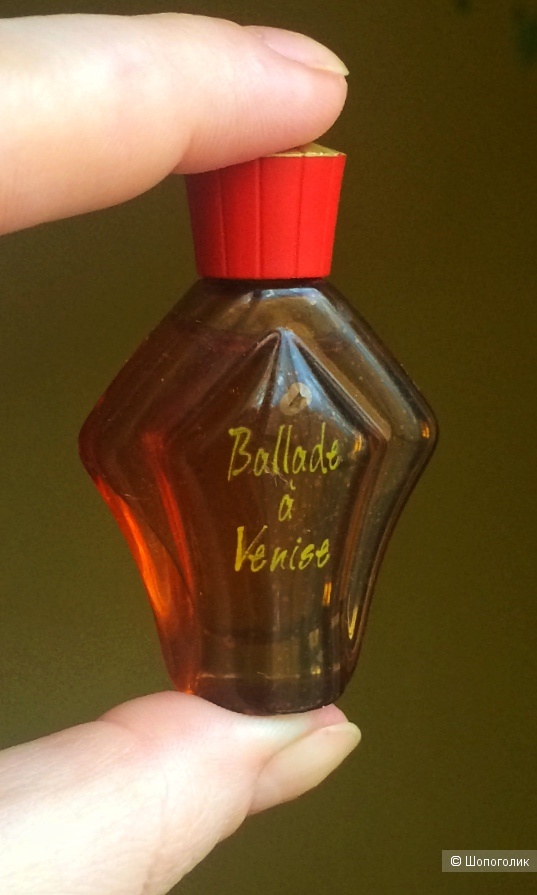 Ballade
à
Venise
© Шопоголик